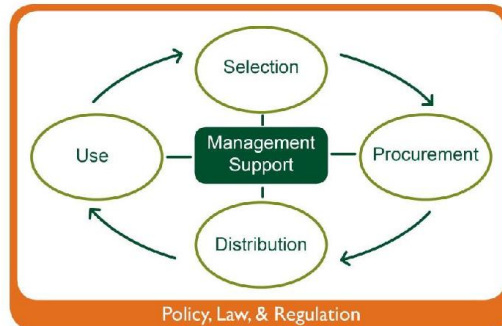 Selection
Use
Management
Support
Procurement
Distribution
Policy, Law, & Regulation